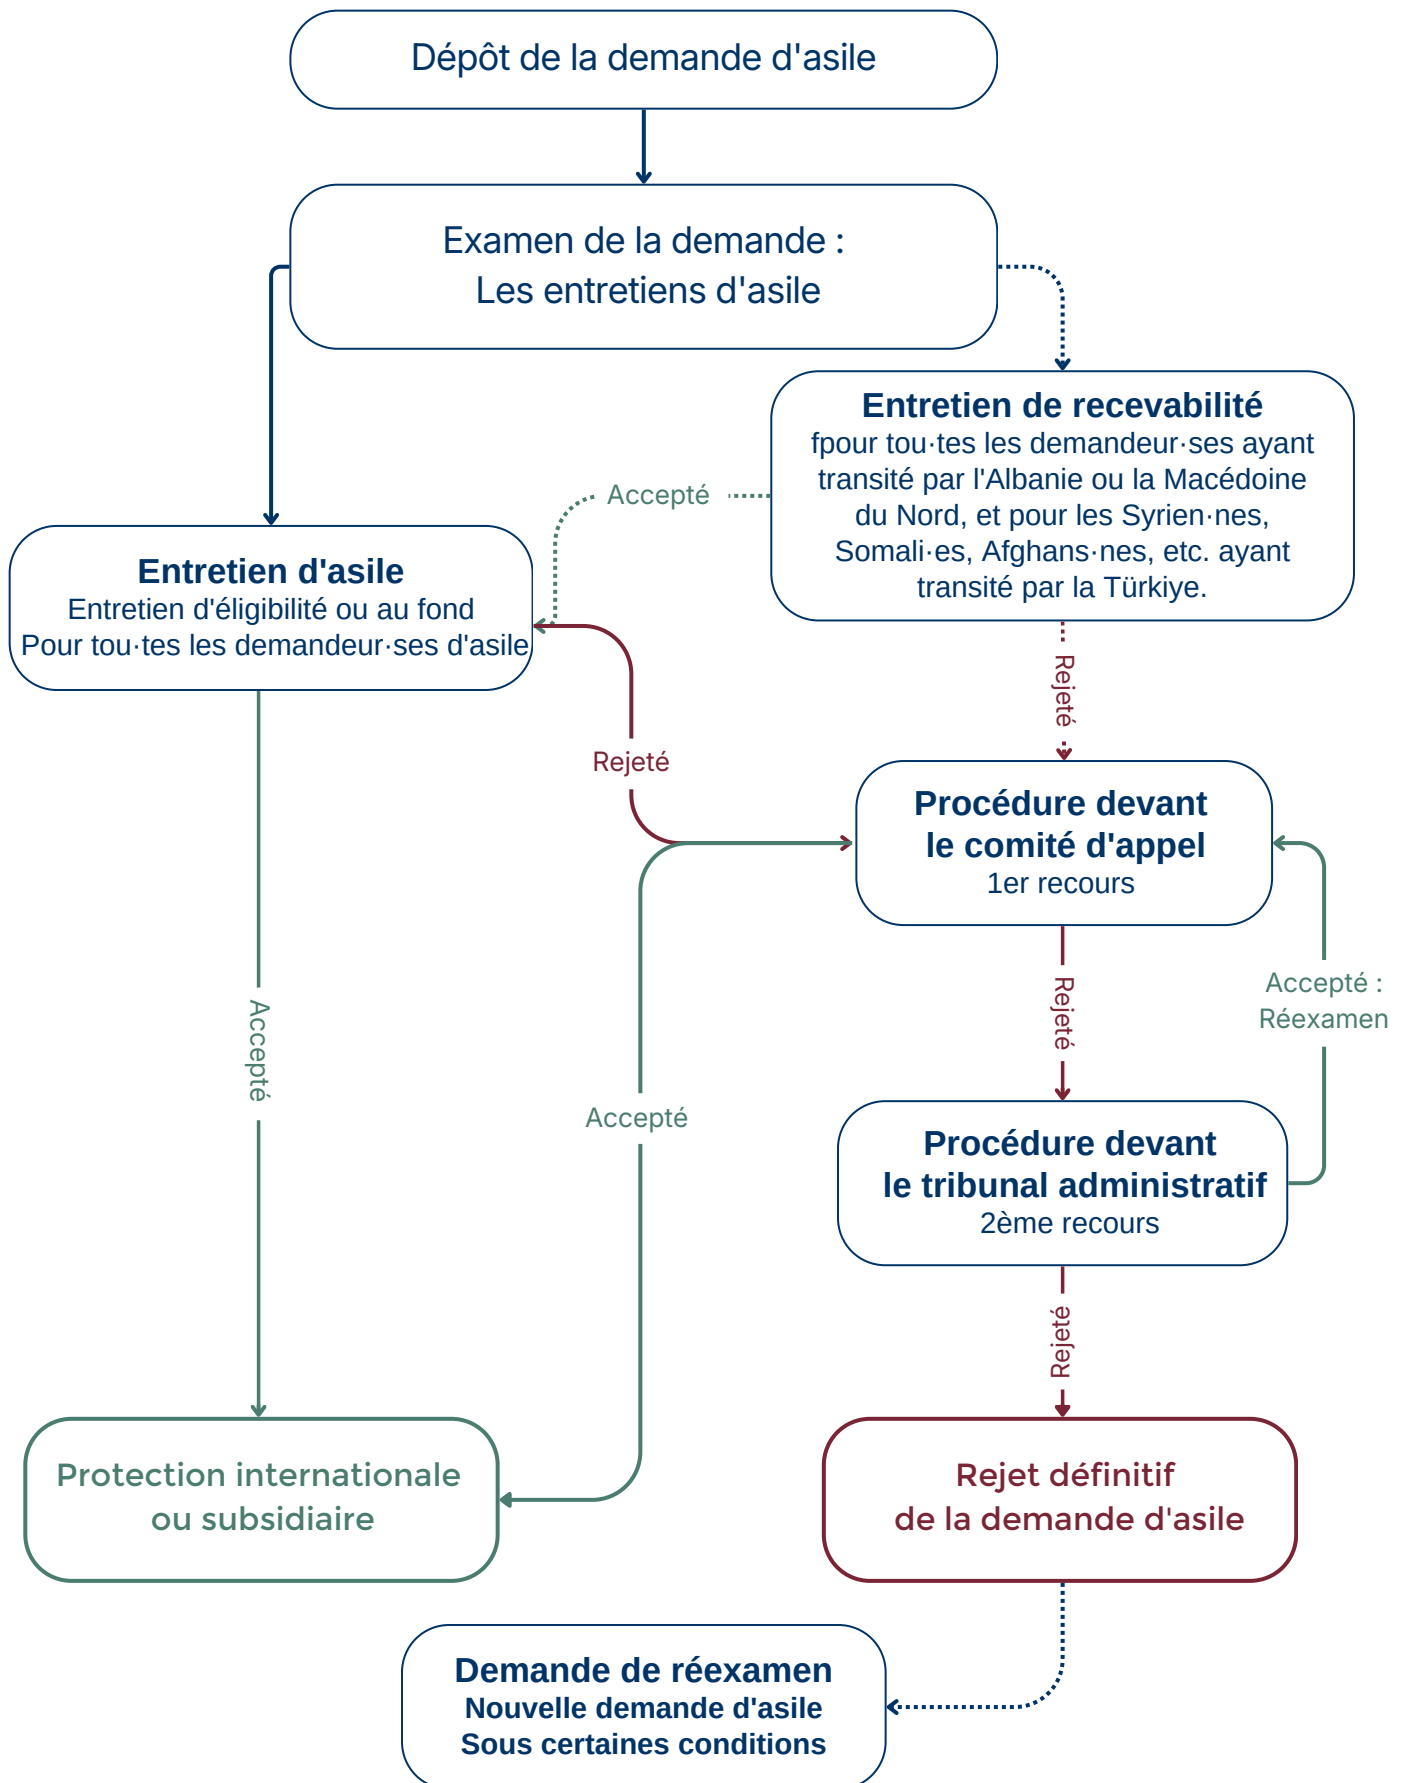 Dépôt de la demande d'asile
Examen de la demande :
Les entretiens d'asile
Entretien de recevabilité
fpour tou·tes les demandeur·ses ayant
transité par l'Albanie ou la Macédoine
du Nord, et pour les Syrien·nes,
Somali·es, Afghans·nes, etc. ayant
transité par la Türkiye.
Accepté
Entretien d'asile
Entretien d'éligibilité ou au fond
Pour tou·tes les demandeur·ses d'asile
Rejeté
Rejeté
Procédure devant
le comité d'appel
1er recours
Accepté
Rejeté
Accepté :
Réexamen
Accepté
Procédure devant
le tribunal administratif
2ème recours
Rejeté
Protection internationale
ou subsidiaire
Rejet définitif
de la demande d'asile
Demande de réexamen
Nouvelle demande d'asile
Sous certaines conditions